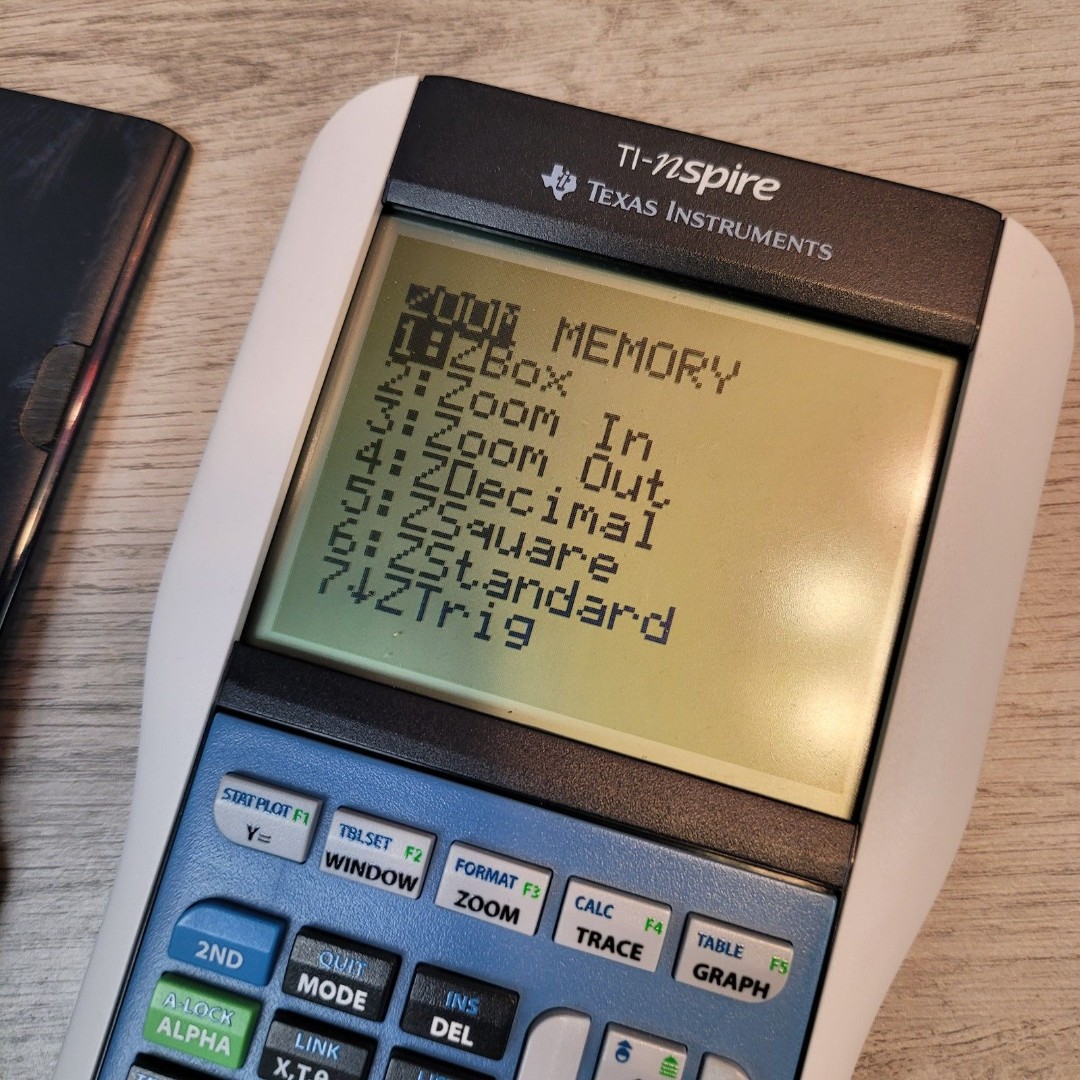 TI-nspire
TEXAS INSTRUMENTS
ZOOM MEMORY
1:ZBox
2:Zoom In
3:Zoom Out
4:ZDecimal
5:ZSquare
6:ZStandard
7↓ZTrig
STAT PLOT F1
Y=
TBLSET F2
WINDOW
FORMAT F3
ZOOM
CALC F4
TRACE
TABLE F5
GRAPH
2ND
QUIT
MODE
INS
DEL
A-LOCK
ALPHA
LINK
X,T,θ